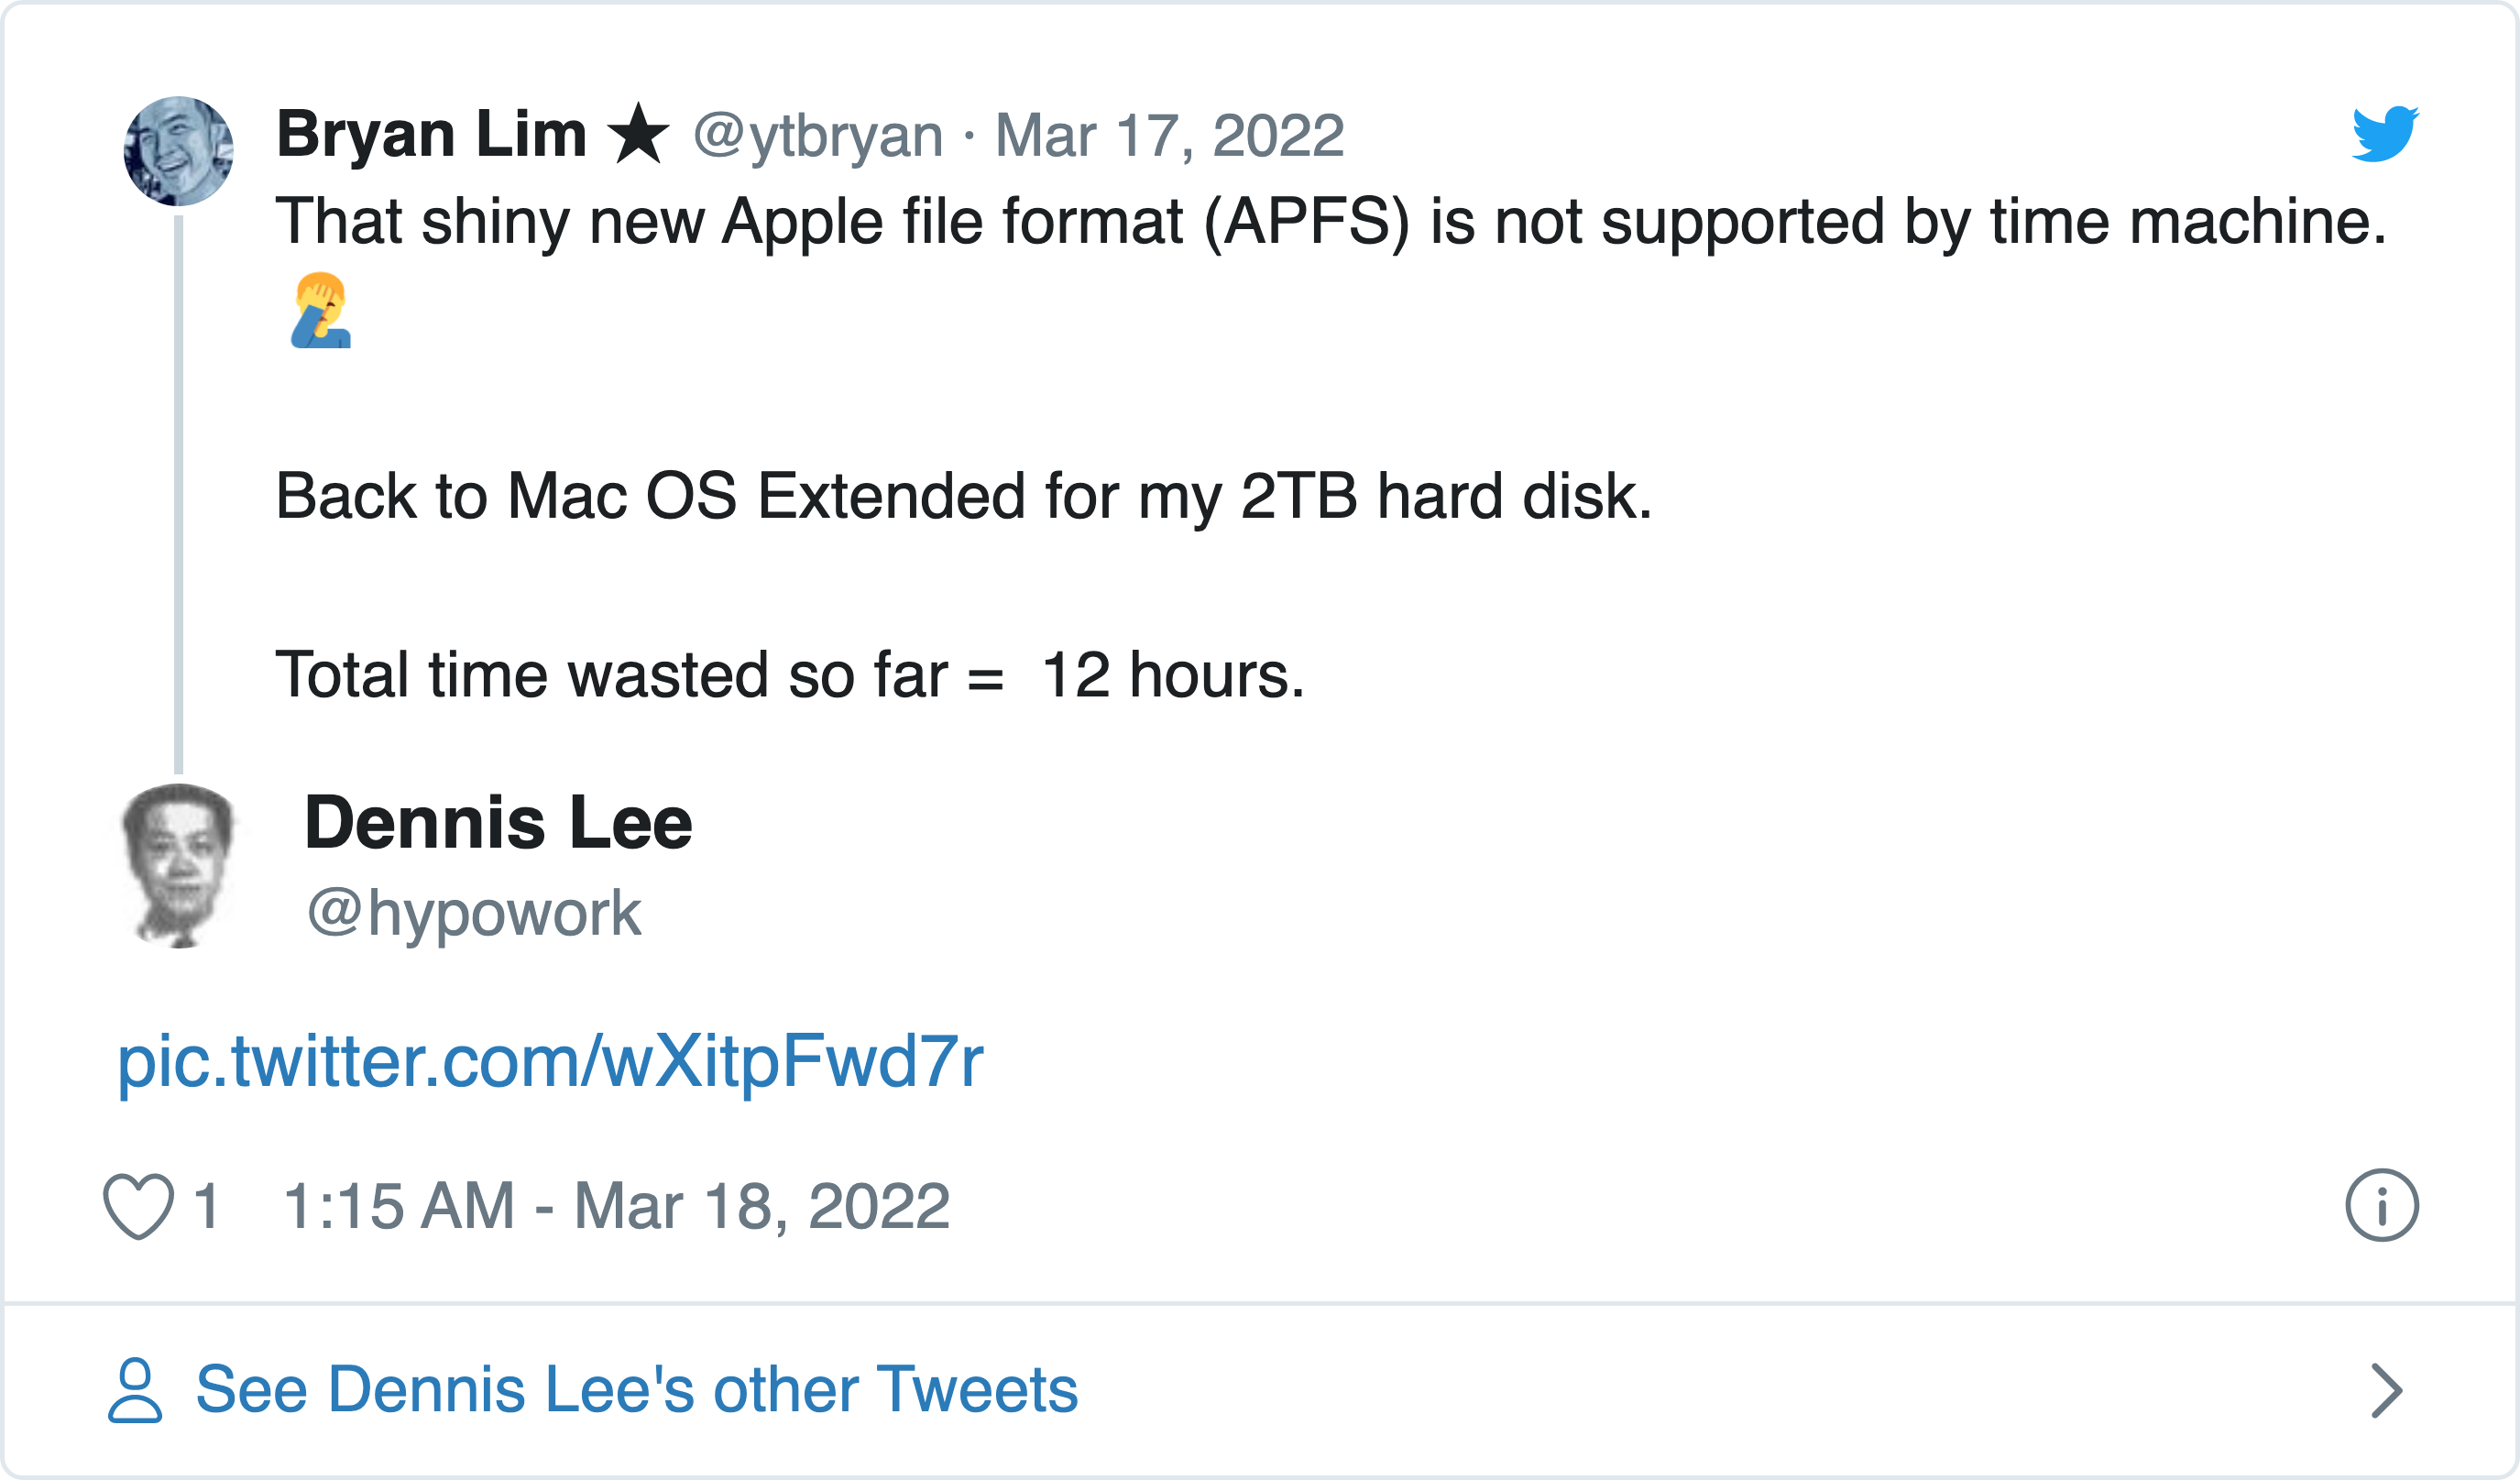 Bryan Lim ★ @ytbryan · Mar 17, 2022
That shiny new Apple file format (APFS) is not supported by time machine.
🤦‍♂️
Back to Mac OS Extended for my 2TB hard disk.
Total time wasted so far =  12 hours.
Dennis Lee
@hypowork
pic.twitter.com/wXitpFwd7r
1 1:15 AM - Mar 18, 2022
See Dennis Lee's other Tweets